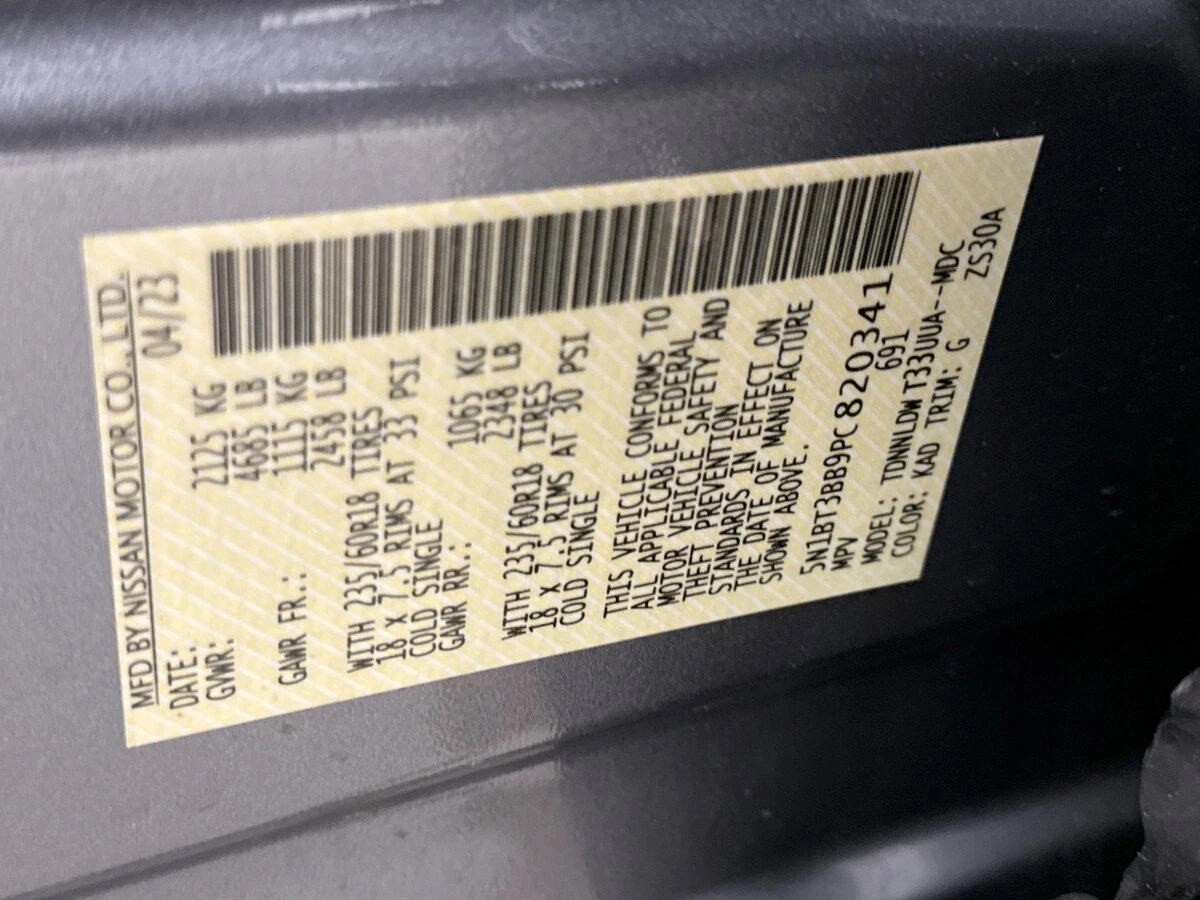 MFD BY NISSAN MOTOR CO., LTD.
DATE: 04/23
GVWR: 2125 KG
4685 LB
GAWR FR.: 1115 KG
2458 LB
WITH 235/60R18 TIRES
18 X 7.5 RIMS AT 33 PSI
COLD SINGLE
GAWR RR.: 1065 KG
2348 LB
WITH 235/60R18 TIRES
18 X 7.5 RIMS AT 30 PSI
COLD SINGLE
THIS VEHICLE CONFORMS TO
ALL APPLICABLE FEDERAL
MOTOR VEHICLE SAFETY AND
THEFT PREVENTION
STANDARDS IN EFFECT ON
THE DATE OF MANUFACTURE
SHOWN ABOVE.
5N1BT3BB9PC820341
MPV 691
MODEL: TDNNLDW T33UUA--MDC
COLOR: KAD TRIM: G ZS30A